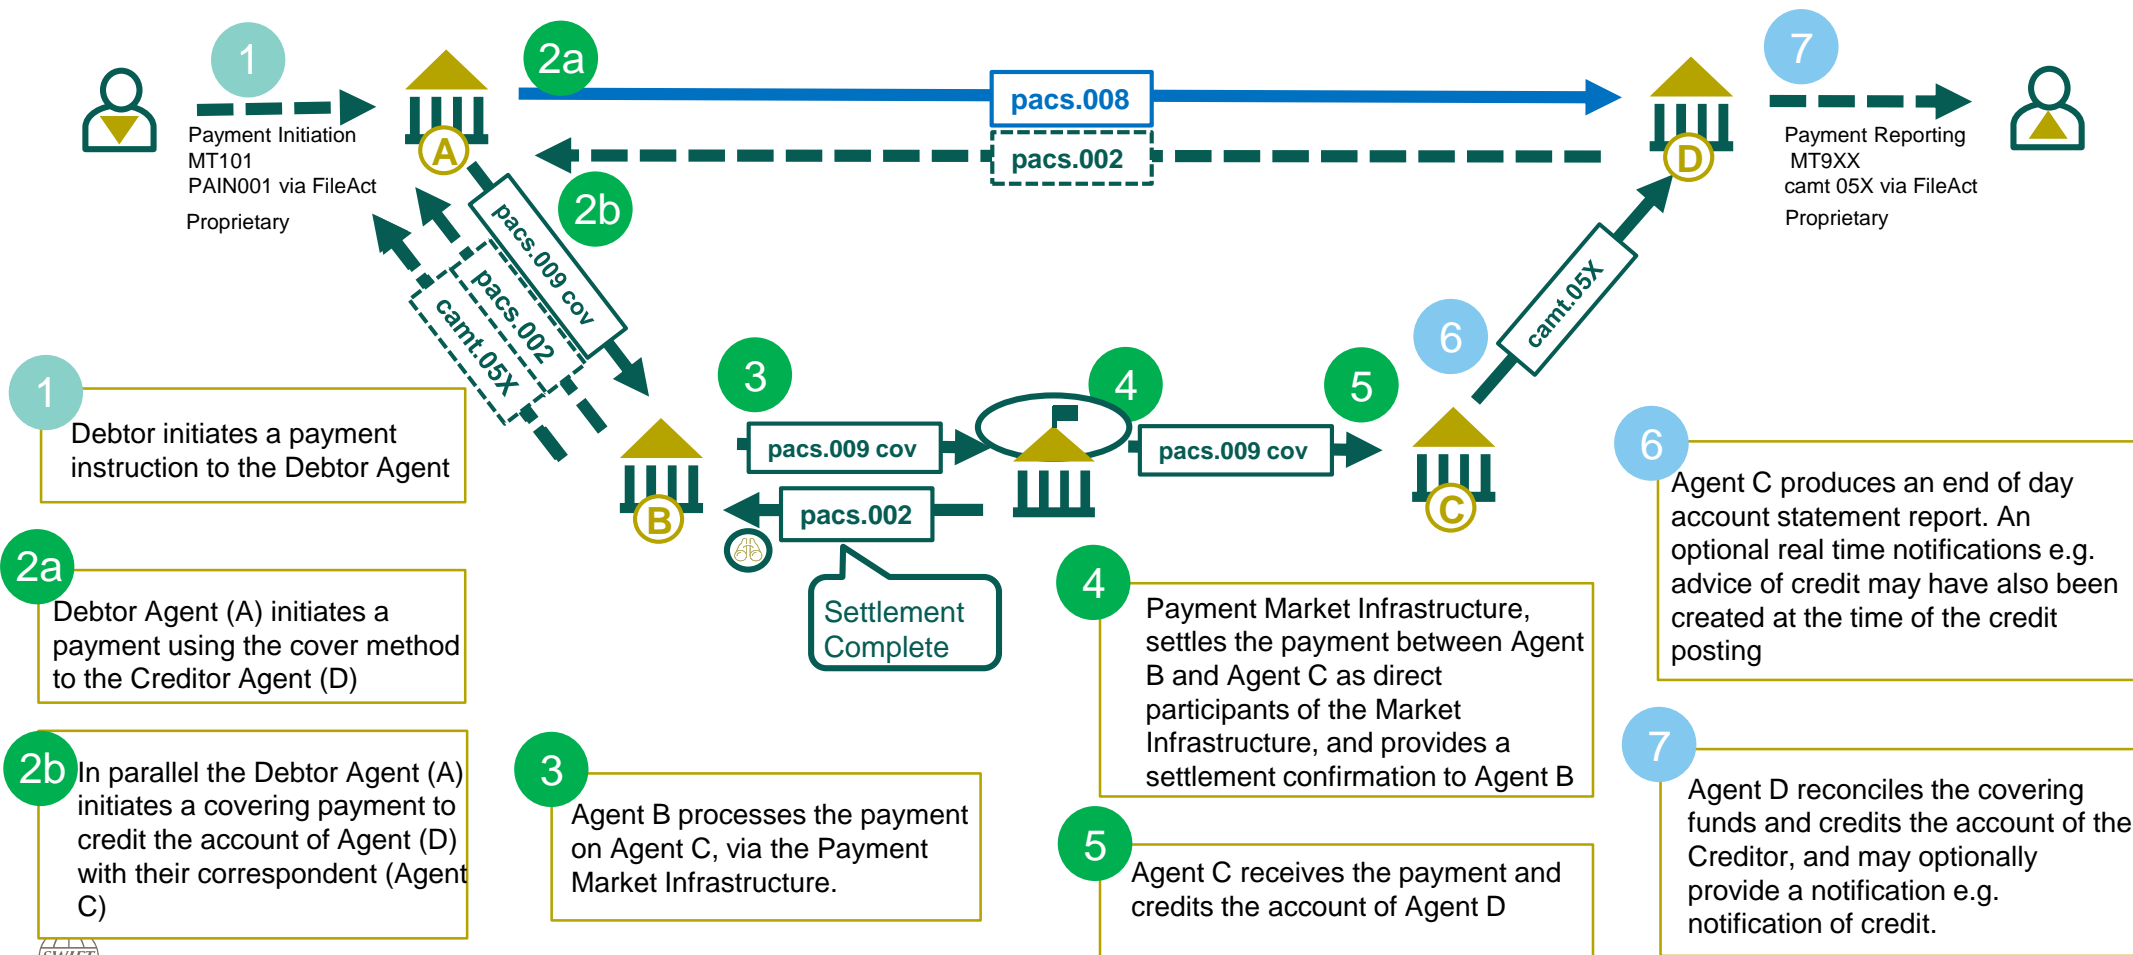 1
2a
7
pacs.008
A
D
Payment Initiation
MT101
PAIN001 via FileAct
Proprietary
pacs.002
Payment Reporting
MT9XX
camt 05X via FileAct
Proprietary
2b
pacs.009 cov
pacs.002
camt.05X
camt.05X
6
3
4
5
pacs.009 cov
pacs.009 cov
B
pacs.002
C
Settlement
Complete
1
Debtor initiates a payment
instruction to the Debtor Agent
2a
Debtor Agent (A) initiates a
payment using the cover method
to the Creditor Agent (D)
2b
In parallel the Debtor Agent (A)
initiates a covering payment to
credit the account of Agent (D)
with their correspondent (Agent
C)
3
Agent B processes the payment
on Agent C, via the Payment
Market Infrastructure.
4
Payment Market Infrastructure,
settles the payment between Agent
B and Agent C as direct
participants of the Market
Infrastructure, and provides a
settlement confirmation to Agent B
5
Agent C receives the payment and
credits the account of Agent D
6
Agent C produces an end of day
account statement report. An
optional real time notifications e.g.
advice of credit may have also been
created at the time of the credit
posting
7
Agent D reconciles the covering
funds and credits the account of the
Creditor, and may optionally
provide a notification e.g.
notification of credit.
SWIFT